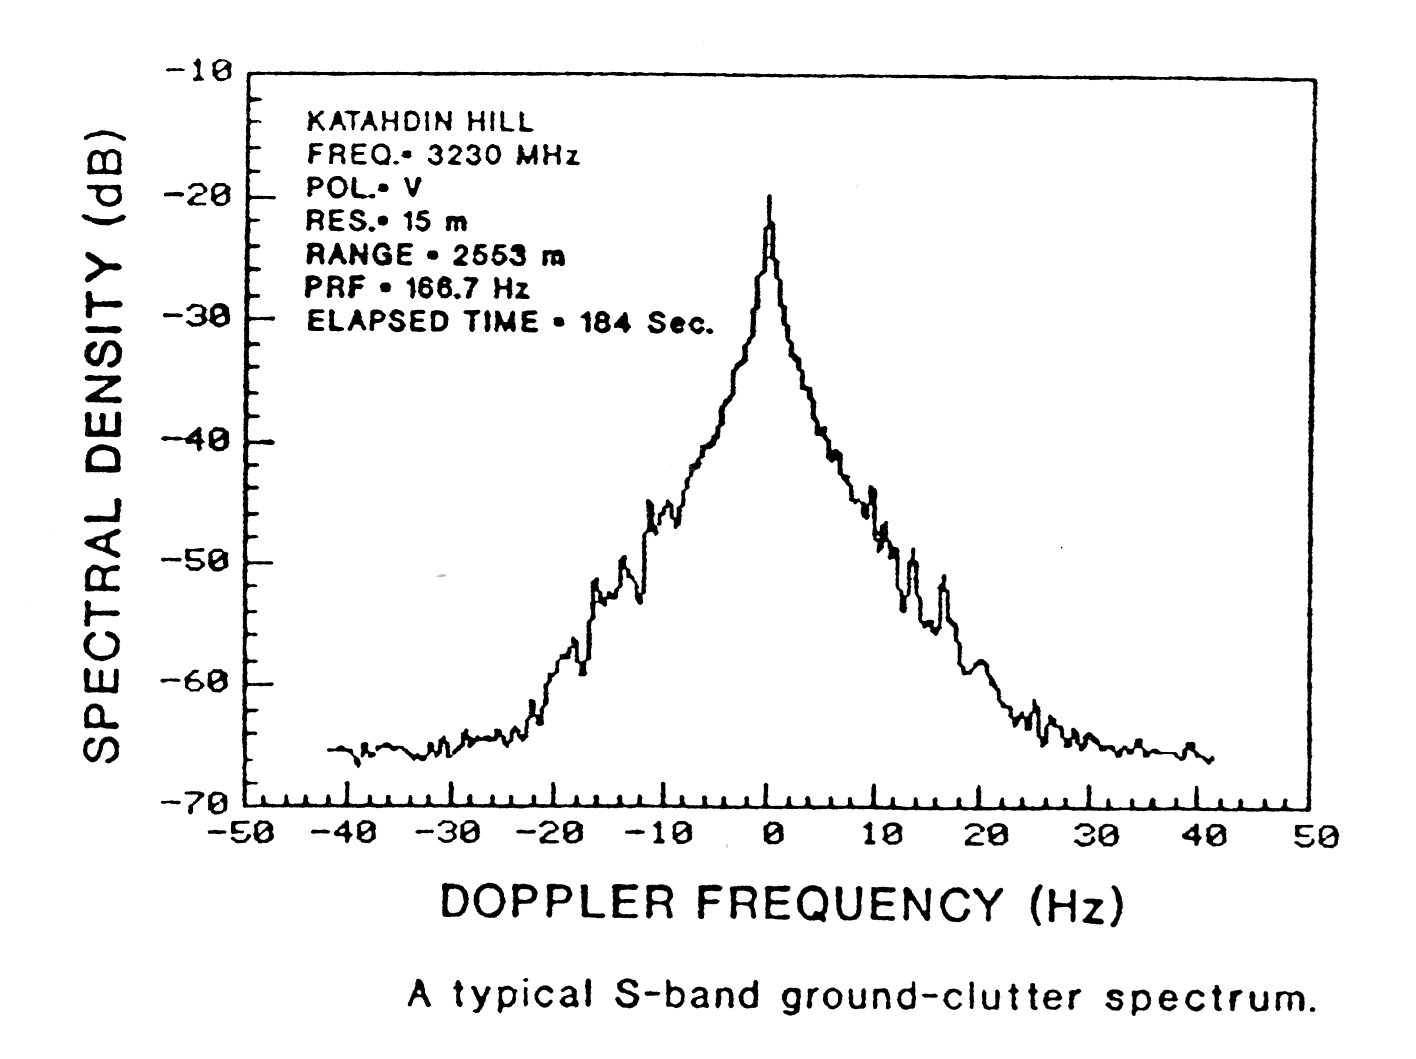 -10
-20
-30
-40
-50
-60
-70
SPECTRAL DENSITY (dB)
KATAHDIN HILL
FREQ.= 3230 MHz
POL.= V
RES.= 15 m
RANGE = 2553 m
PRF = 166.7 Hz
ELAPSED TIME = 184 Sec.
-50 -40 -30 -20 -10 0 10 20 30 40 50
DOPPLER FREQUENCY (Hz)
A typical S-band ground-clutter spectrum.